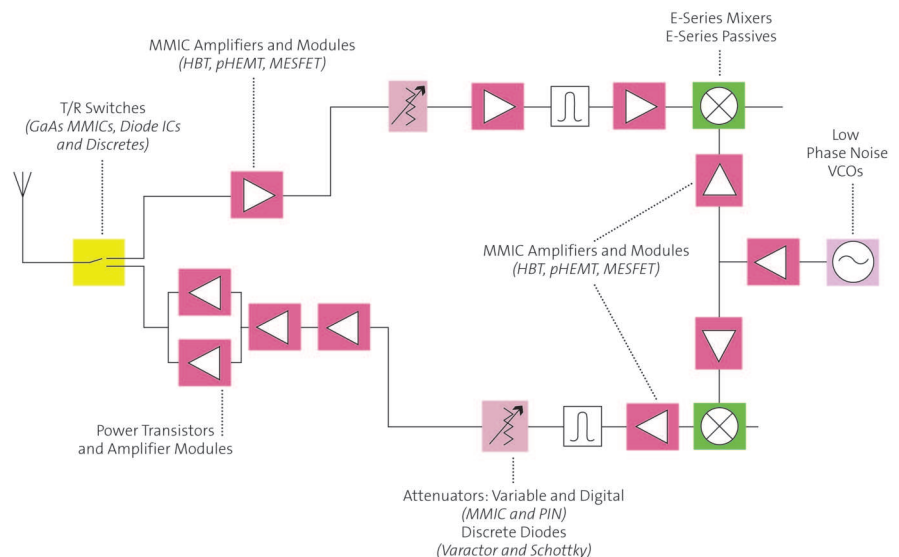 E-Series Mixers
E-Series Passives
MMIC Amplifiers and Modules
(HBT, pHEMT, MESFET)
T/R Switches
(GaAs MMICs, Diode ICs
and Discretes)
Low
Phase Noise
VCOs
MMIC Amplifiers and Modules
(HBT, pHEMT, MESFET)
Power Transistors
and Amplifier Modules
Attenuators: Variable and Digital
(MMIC and PIN)
Discrete Diodes
(Varactor and Schottky)